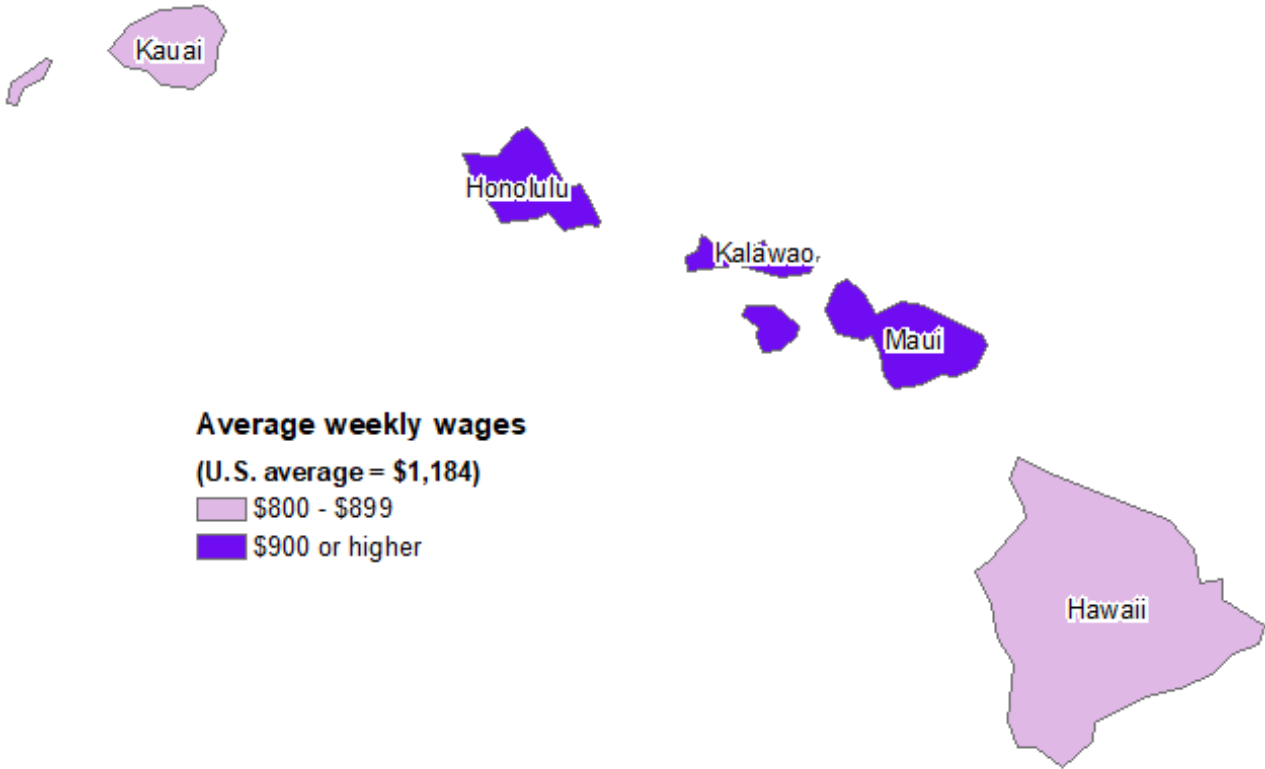 Kauai
Honolulu
Kalawao
Maui
Average weekly wages
(U.S. average = $1,184)
$800 - $899
$900 or higher
Hawaii